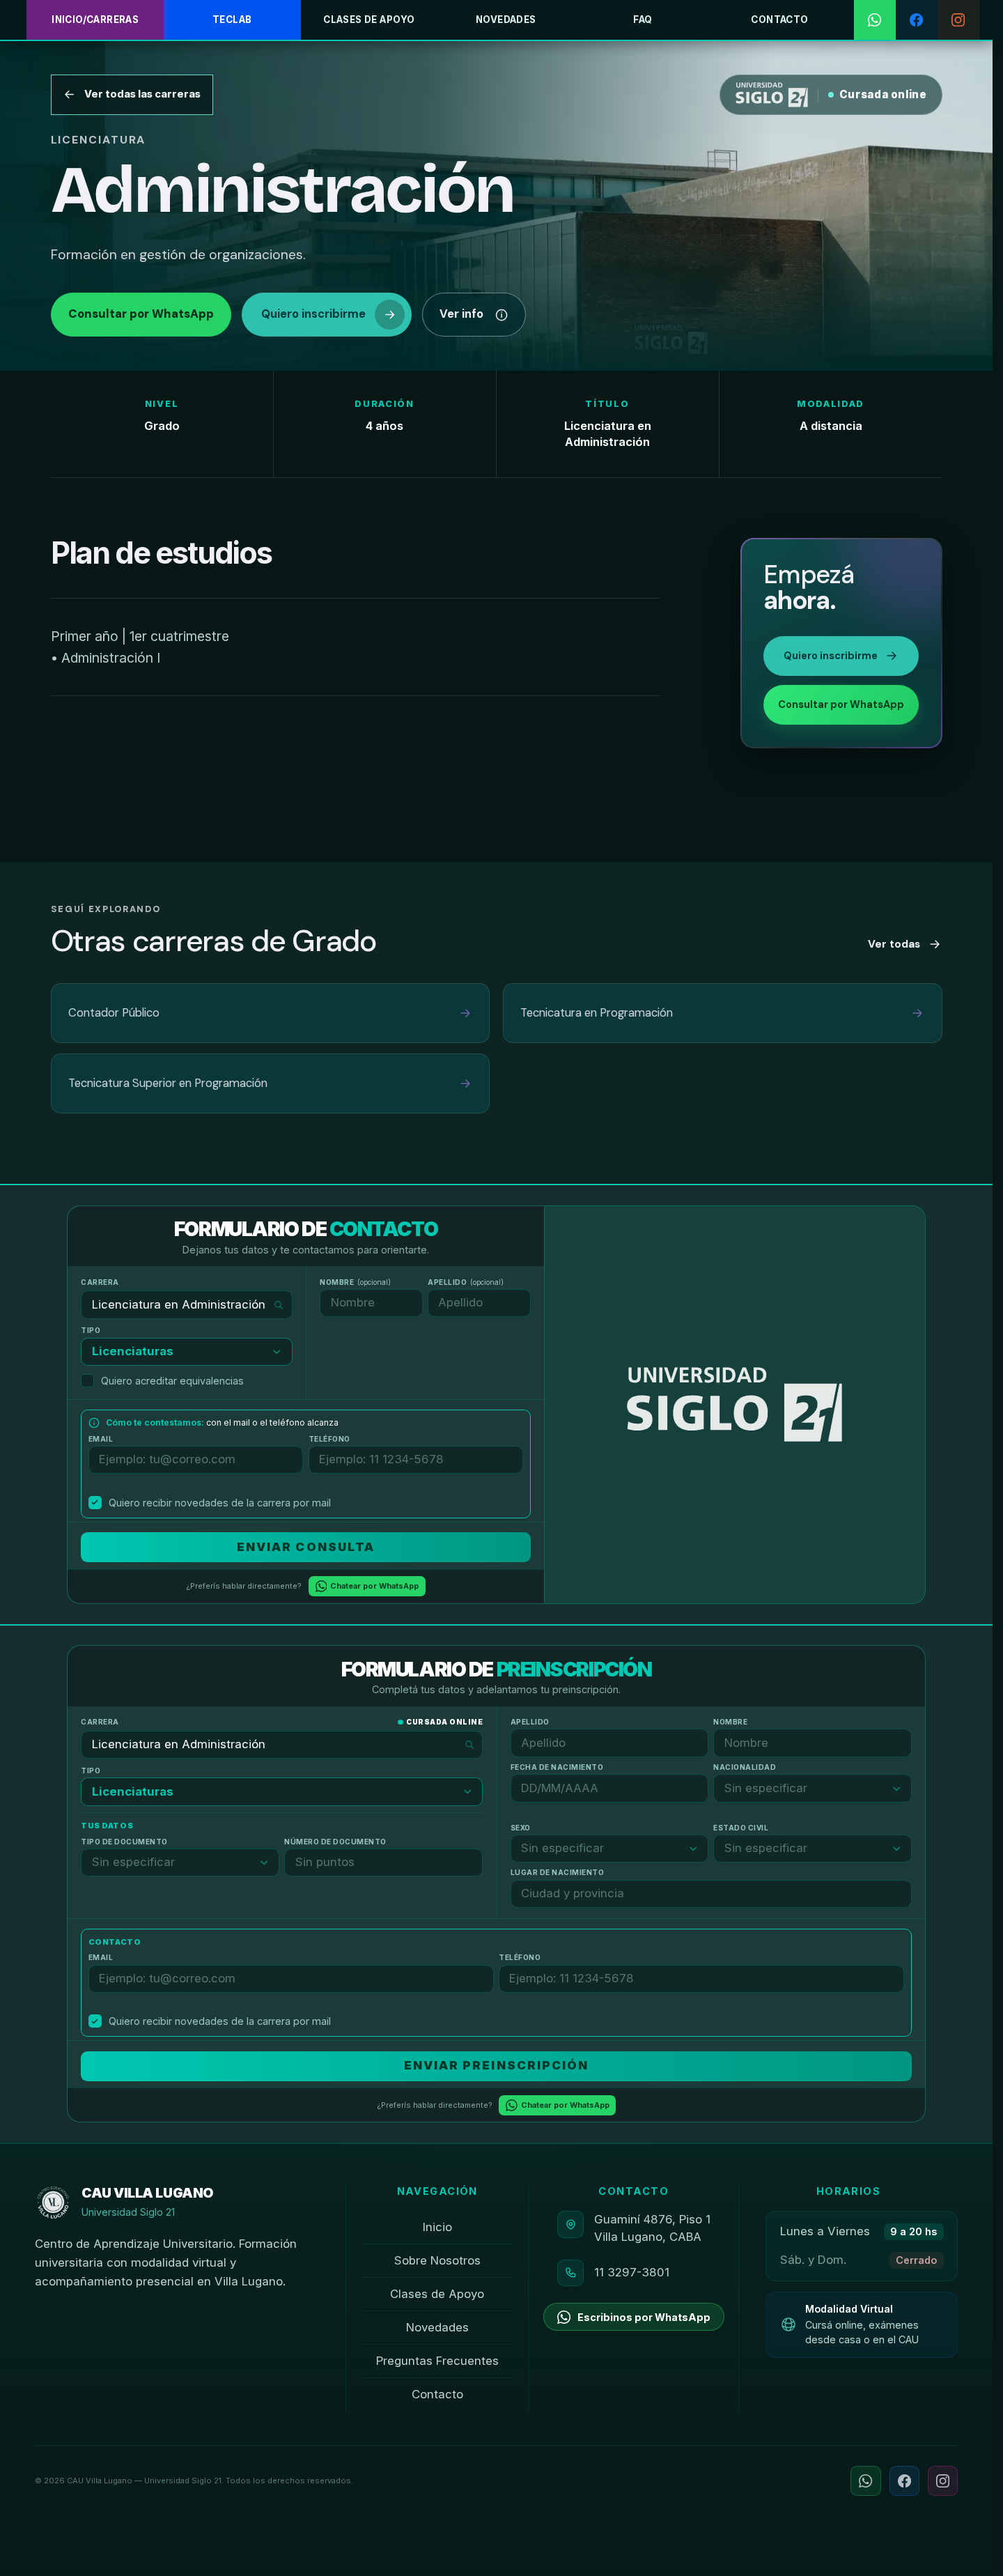 INICIO/CARRERAS
TECLAB
CLASES DE APOYO
NOVEDADES
FAQ
CONTACTO
Ver todas las carreras
UNIVERSIDAD
SIGLO 21
Cursada online
LICENCIATURA
Administración
Formación en gestión de organizaciones.
Consultar por WhatsApp
Quiero inscribirme
Ver info
UNIVERSIDAD
SIGLO 21
NIVEL
Grado
DURACIÓN
4 años
TÍTULO
Licenciatura en
Administración
MODALIDAD
A distancia
Plan de estudios
Primer año | 1er cuatrimestre
• Administración I
Empezá
ahora.
Quiero inscribirme
Consultar por WhatsApp
SEGUÍ EXPLORANDO
Otras carreras de Grado
Ver todas
Contador Público
Tecnicatura en Programación
Tecnicatura Superior en Programación
FORMULARIO DE CONTACTO
Dejanos tus datos y te contactamos para orientarte.
CARRERA
Licenciatura en Administración
TIPO
Licenciaturas
Quiero acreditar equivalencias
NOMBRE (opcional)
Nombre
APELLIDO (opcional)
Apellido
Cómo te contestamos: con el mail o el teléfono alcanza
EMAIL
Ejemplo: tu@correo.com
TELÉFONO
Ejemplo: 11 1234-5678
Quiero recibir novedades de la carrera por mail
ENVIAR CONSULTA
¿Preferís hablar directamente?
Chatear por WhatsApp
UNIVERSIDAD
SIGLO 21
FORMULARIO DE PREINSCRIPCIÓN
Completá tus datos y adelantamos tu preinscripción.
CARRERA
CURSADA ONLINE
Licenciatura en Administración
TIPO
Licenciaturas
TUS DATOS
TIPO DE DOCUMENTO
Sin especificar
NÚMERO DE DOCUMENTO
Sin puntos
APELLIDO
Apellido
NOMBRE
Nombre
FECHA DE NACIMIENTO
DD/MM/AAAA
NACIONALIDAD
Sin especificar
SEXO
Sin especificar
ESTADO CIVIL
Sin especificar
LUGAR DE NACIMIENTO
Ciudad y provincia
CONTACTO
EMAIL
Ejemplo: tu@correo.com
TELÉFONO
Ejemplo: 11 1234-5678
Quiero recibir novedades de la carrera por mail
ENVIAR PREINSCRIPCIÓN
¿Preferís hablar directamente?
Chatear por WhatsApp
VL
VILLA LUGANO
CAU VILLA LUGANO
Universidad Siglo 21
Centro de Aprendizaje Universitario. Formación
universitaria con modalidad virtual y
acompañamiento presencial en Villa Lugano.
NAVEGACIÓN
Inicio
Sobre Nosotros
Clases de Apoyo
Novedades
Preguntas Frecuentes
Contacto
CONTACTO
Guaminí 4876, Piso 1
Villa Lugano, CABA
11 3297-3801
Escribinos por WhatsApp
HORARIOS
Lunes a Viernes
9 a 20 hs
Sáb. y Dom.
Cerrado
Modalidad Virtual
Cursá online, exámenes
desde casa o en el CAU
© 2026 CAU Villa Lugano — Universidad Siglo 21. Todos los derechos reservados.